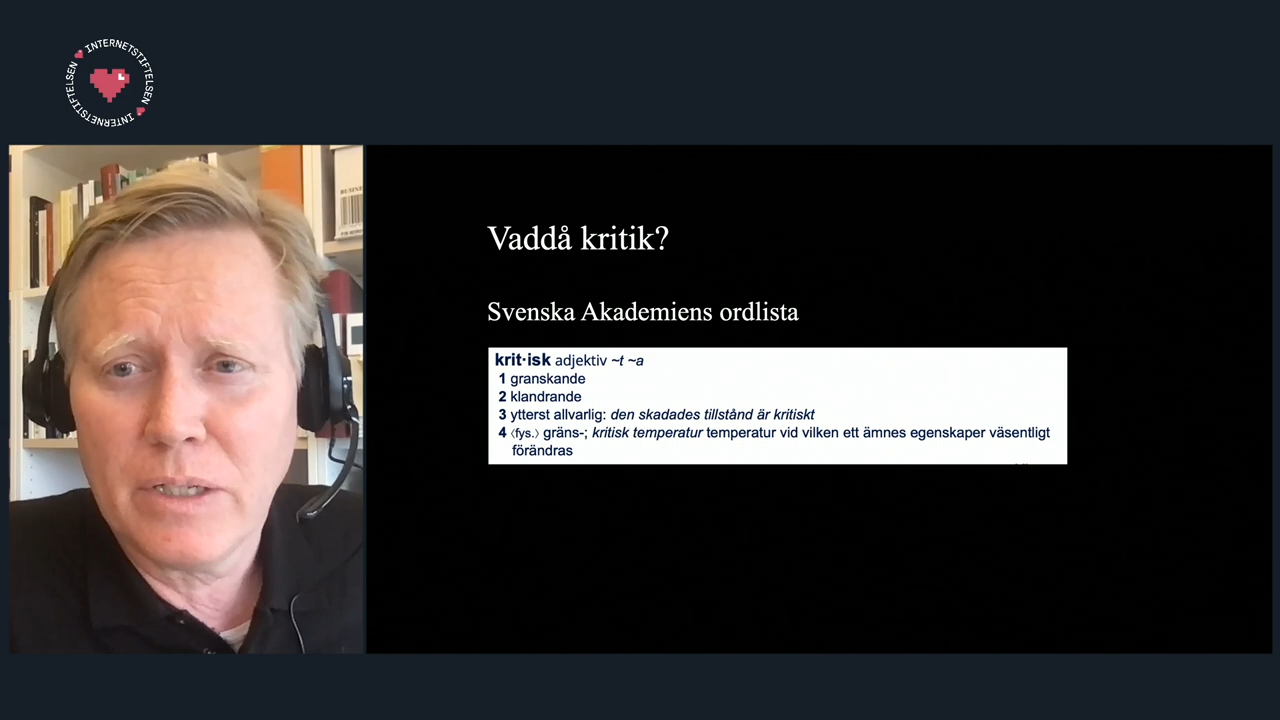 INTERNETSTIFTELSEN INTERNETSTIFTELSEN
Vaddå kritik?
Svenska Akademiens ordlista
krit·isk adjektiv ~t ~a
1 granskande
2 klandrande
3 ytterst allvarlig: den skadades tillstånd är kritiskt
4 〈fys.〉 gräns-; kritisk temperatur temperatur vid vilken ett ämnes egenskaper väsentligt
förändras